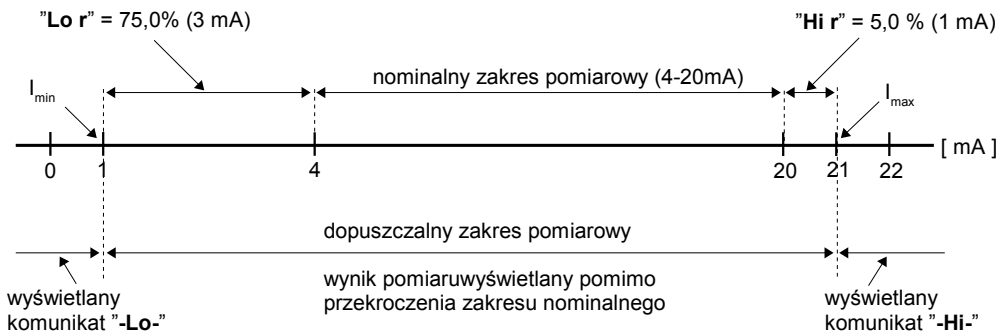 "Lo r" = 75,0% (3 mA)
"Hi r" = 5,0 % (1 mA)
nominalny zakres pomiarowy (4-20mA)
Imin
Imax
0 1 4 20 21 22 [ mA ]
dopuszczalny zakres pomiarowy
wynik pomiaruwyświetlany pomimo
przekroczenia zakresu nominalnego
wyświetlany
komunikat "-Lo-"
wyświetlany
komunikat "-Hi-"